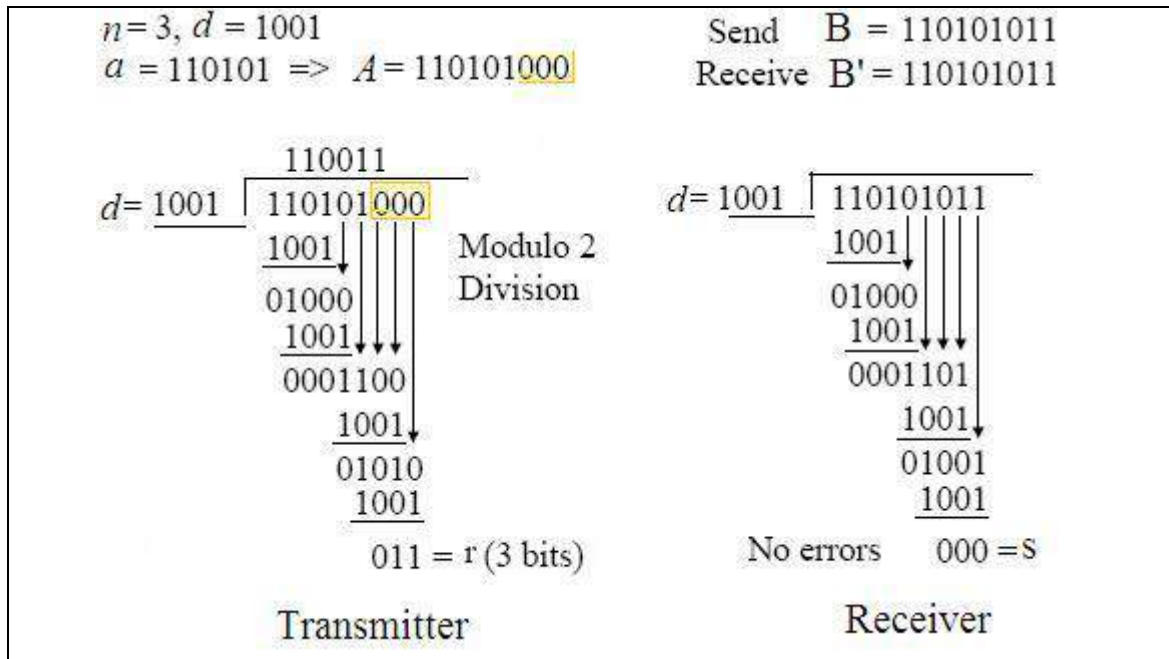 n = 3, d = 1001
a = 110101 => A = 110101000
Send B = 110101011
Receive B' = 110101011
110011
d= 1001 110101000
1001
01000
1001
0001100
1001
01010
1001
011 = r (3 bits)
Modulo 2
Division
Transmitter
d= 1001 110101011
1001
01000
1001
0001101
1001
01001
1001
No errors 000 =s
Receiver